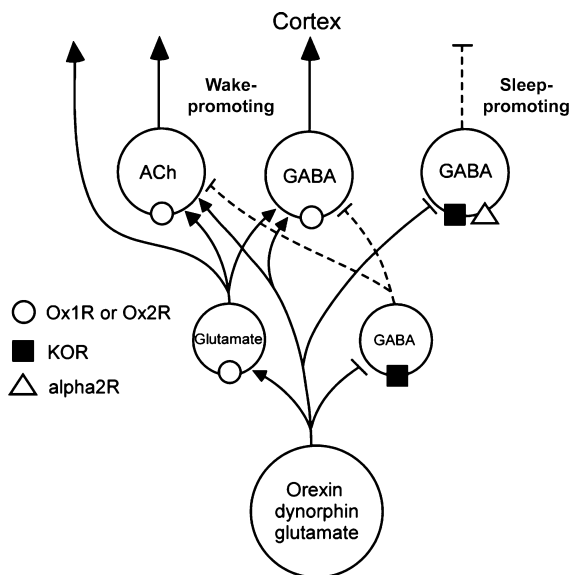 Cortex
Wake-
promoting
Sleep-
promoting
ACh
GABA
GABA
Ox1R or Ox2R
KOR
alpha2R
Glutamate
GABA
Orexin
dynorphin
glutamate